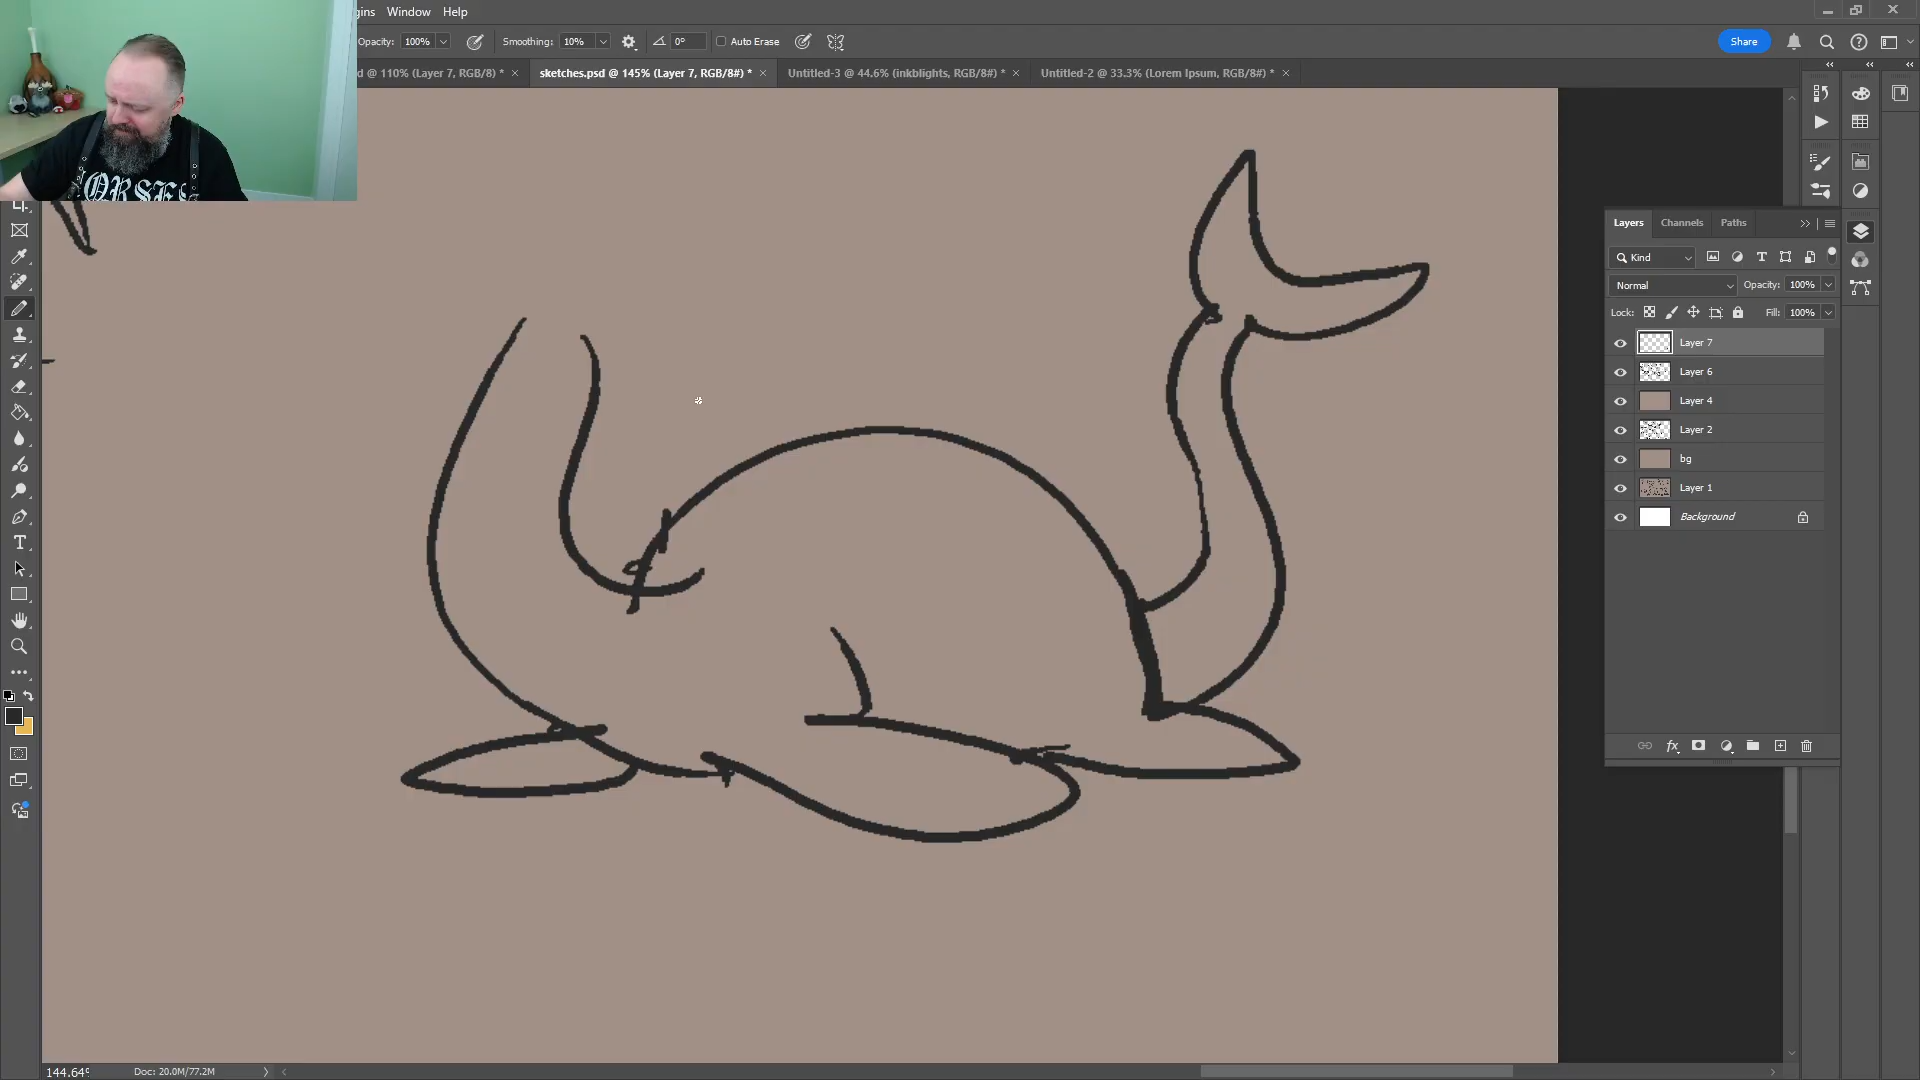 gins Window Help
Opacity: 100% Smoothing: 10% 0° Auto Erase Share
d @ 110% (Layer 7, RGB/8) * sketches.psd @ 145% (Layer 7, RGB/8#) * Untitled-3 @ 44.6% (inkblights, RGB/8#) * Untitled-2 @ 33.3% (Lorem Ipsum, RGB/8#) *
Layers Channels Paths
Kind
Normal Opacity: 100%
Lock: Fill: 100%
Layer 7
Layer 6
Layer 4
Layer 2
bg
Layer 1
Background
fx
144.64%
Doc: 20.0M/77.2M